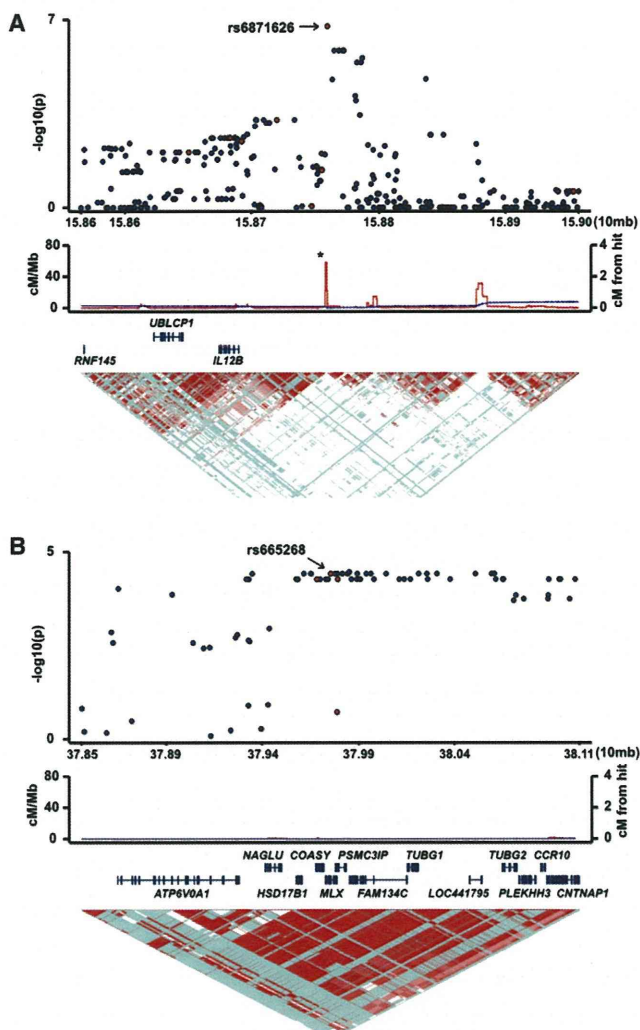 A
7
rs6871626
-log10(p)
0
15.86 15.86 15.87 15.88 15.89 15.90 (10mb)
80 4
cM/Mb 40 * 2 cM from hit
0 0
UBLCP1
RNF145 IL12B
B
5
rs665268
-log10(p)
0
37.85 37.89 37.94 37.99 38.04 38.11 (10mb)
80 4
cM/Mb 40 2 cM from hit
0 0
NAGLU COASY PSMC3IP TUBG1 TUBG2 CCR10
ATP6V0A1 HSD17B1 MLX FAM134C LOC441795 PLEKHH3 CNTNAP1